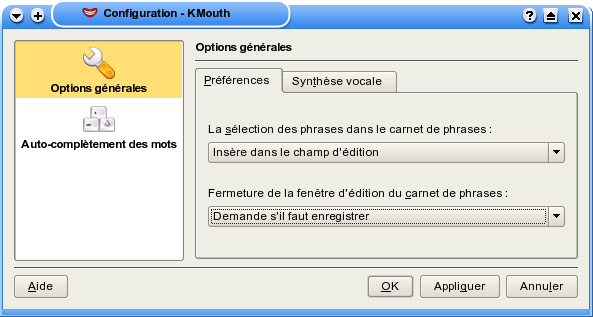 Configuration - KMouth
Options générales
Auto-complètement des mots
Options générales
Préférences
Synthèse vocale
La sélection des phrases dans le carnet de phrases :
Insère dans le champ d'édition
Fermeture de la fenêtre d'édition du carnet de phrases :
Demande s'il faut enregistrer
Aide
OK
Appliquer
Annuler